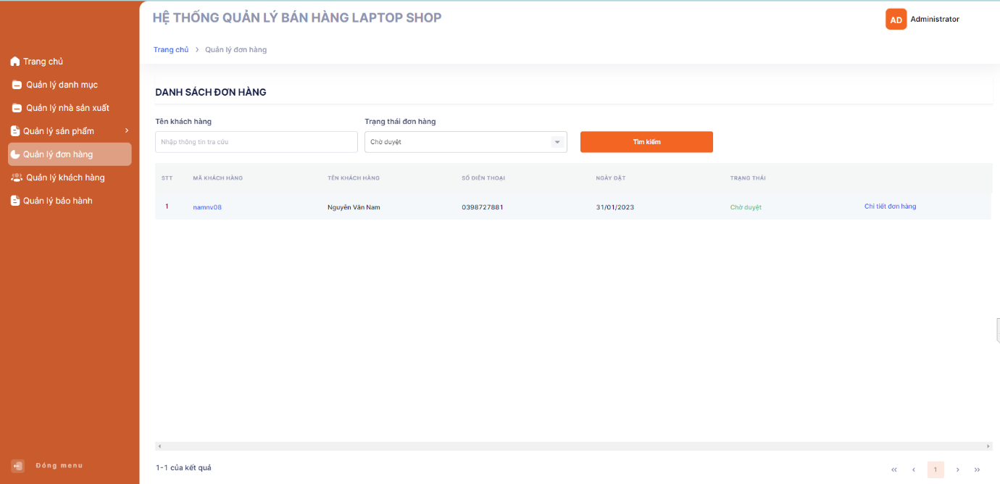 HỆ THỐNG QUẢN LÝ BÁN HÀNG LAPTOP SHOP
AD Administrator
Trang chủ > Quản lý đơn hàng
Trang chủ
Quản lý danh mục
Quản lý nhà sản xuất
Quản lý sản phẩm
Quản lý đơn hàng
Quản lý khách hàng
Quản lý bảo hành
Đóng menu
DANH SÁCH ĐƠN HÀNG
Tên khách hàng Trạng thái đơn hàng
Nhập thông tin tra cứu Chờ duyệt Tìm kiếm
STT MÃ KHÁCH HÀNG TÊN KHÁCH HÀNG SỐ ĐIỆN THOẠI NGÀY ĐẶT TRẠNG THÁI
1 namnv08 Nguyễn Văn Nam 0398727881 31/01/2023 Chờ duyệt Chi tiết đơn hàng
1-1 của kết quả « ‹ 1 › »